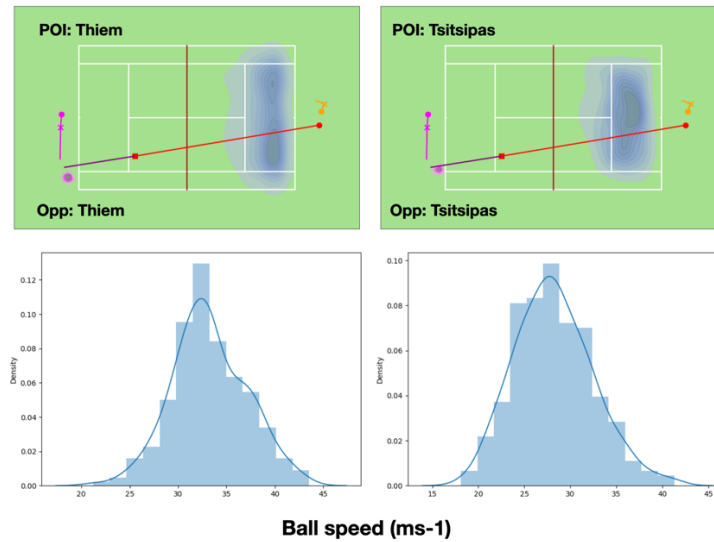 POI: Thiem
Opp: Thiem
POI: Tsitsipas
Opp: Tsitsipas
Density
0.12
0.10
0.08
0.06
0.04
0.02
0.00
20 25 30 35 40 45
Density
0.10
0.08
0.06
0.04
0.02
0.00
15 20 25 30 35 40 45
Ball speed (ms-1)